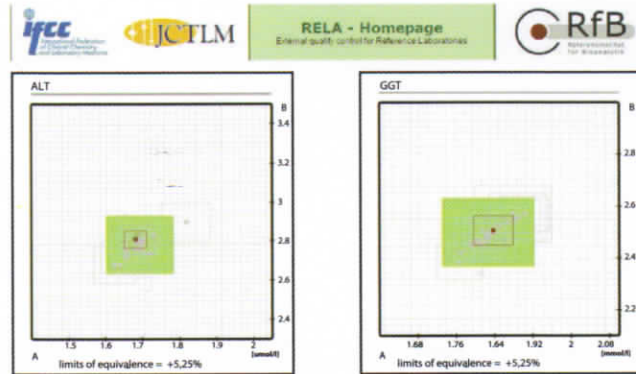 ifcc
International Federation
of Clinical Chemistry
and Laboratory Medicine
JCTLM
RELA - Homepage
External quality control for Reference Laboratories
RfB
Referenzinstitut
für Bioanalytik
ALT
B
3.4
3.2
3
2.8
2.6
2.4
1.5
1.6
1.7
1.8
1.9
2
[umol/l]
A
limits of equivalence = +5,25%
GGT
B
2.8
2.6
2.4
2.2
1.68
1.76
1.64
1.92
2
2.00
[mmol/l]
A
limits of equivalence = +5,25%